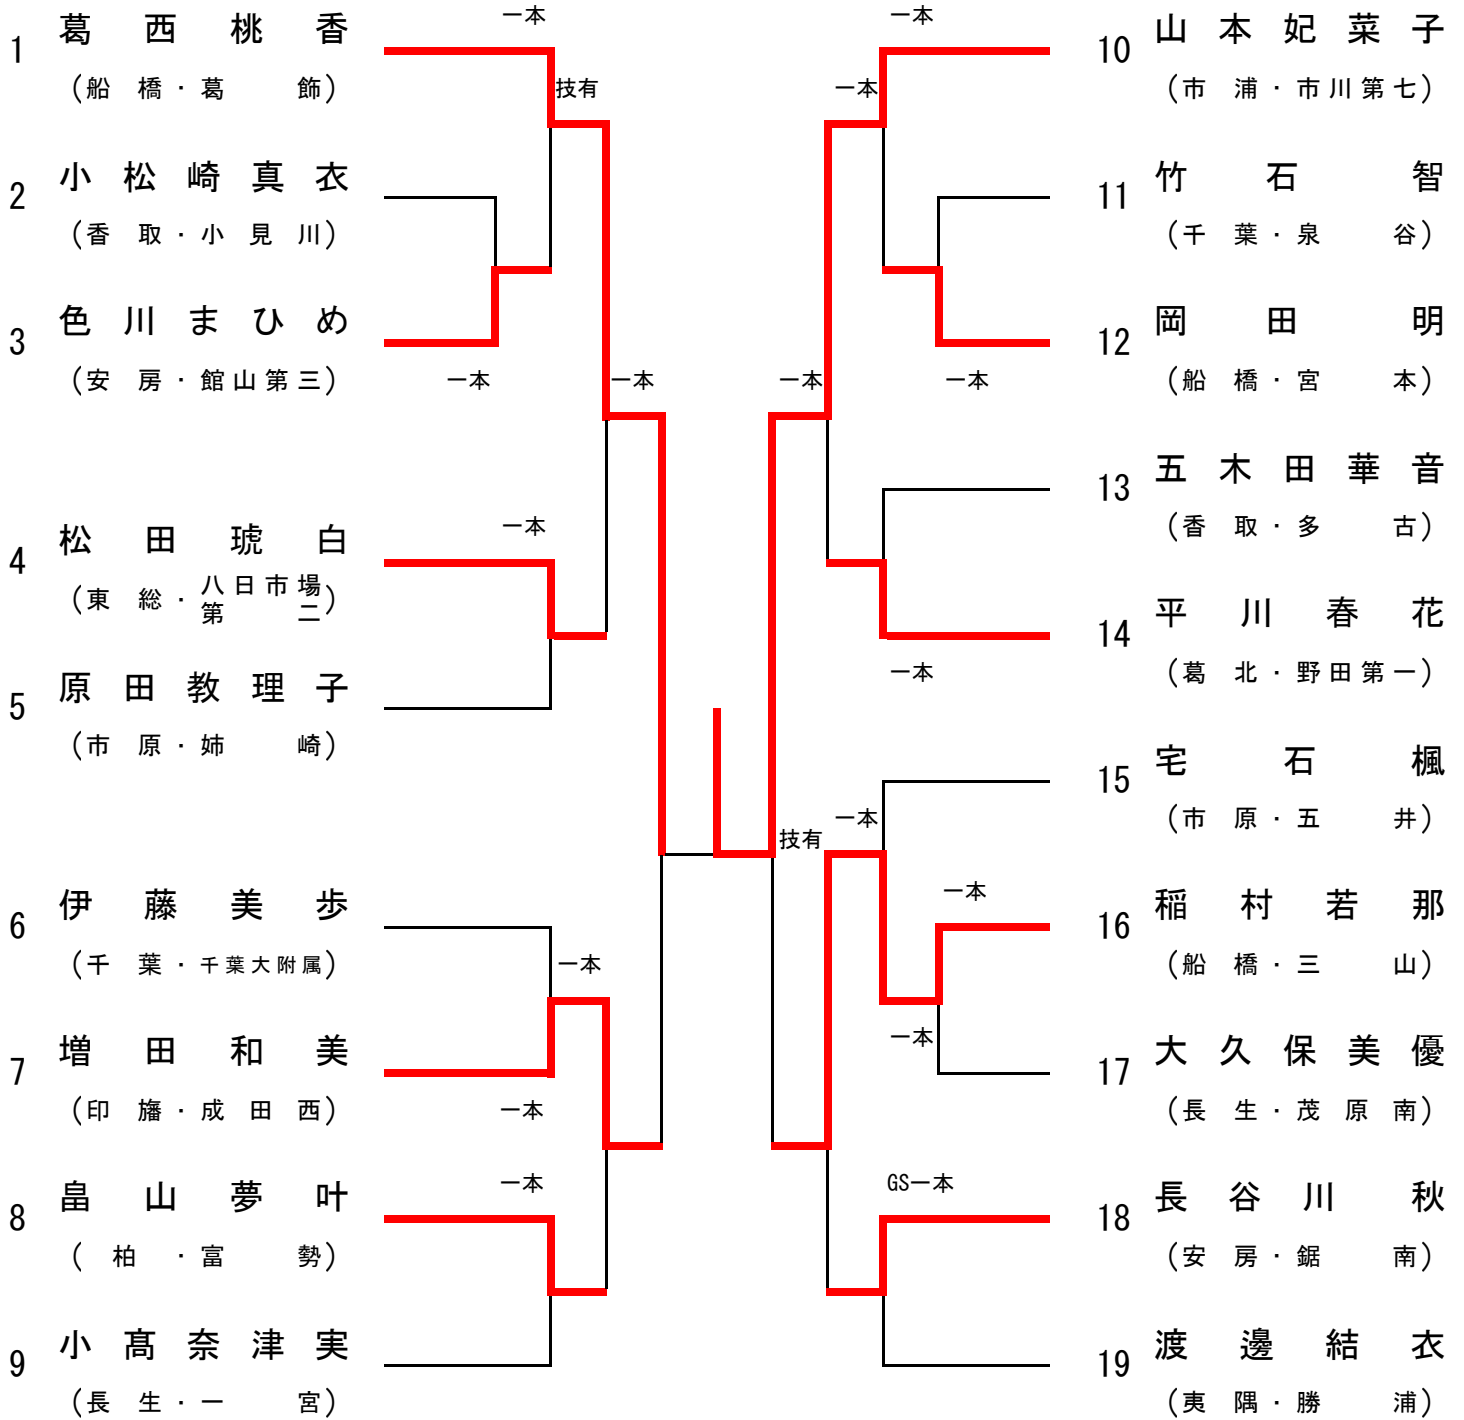 一本
1 葛西桃香
(船橋・葛飾)
技有
2 小松崎真衣
(香取・小見川)
3 色川まひめ
(安房・館山第三)
一本
一本
4 松田琥白
(東総・八日市場第二)
一本
5 原田教理子
(市原・姉崎)
6 伊藤美歩
(千葉・千葉大附属)
一本
7 増田和美
(印旛・成田西)
一本
8 畠山夢叶
(柏・富勢)
一本
9 小髙奈津実
(長生・一宮)
一本
10 山本妃菜子
(市浦・市川第七)
一本
11 竹石智
(千葉・泉谷)
12 岡田明
(船橋・宮本)
一本
一本
13 五木田華音
(香取・多古)
14 平川春花
(葛北・野田第一)
一本
15 宅石楓
(市原・五井)
一本
技有
16 稲村若那
(船橋・三山)
一本
17 大久保美優
(長生・茂原南)
一本
18 長谷川秋
(安房・鋸南)
GS一本
19 渡邊結衣
(夷隅・勝浦)